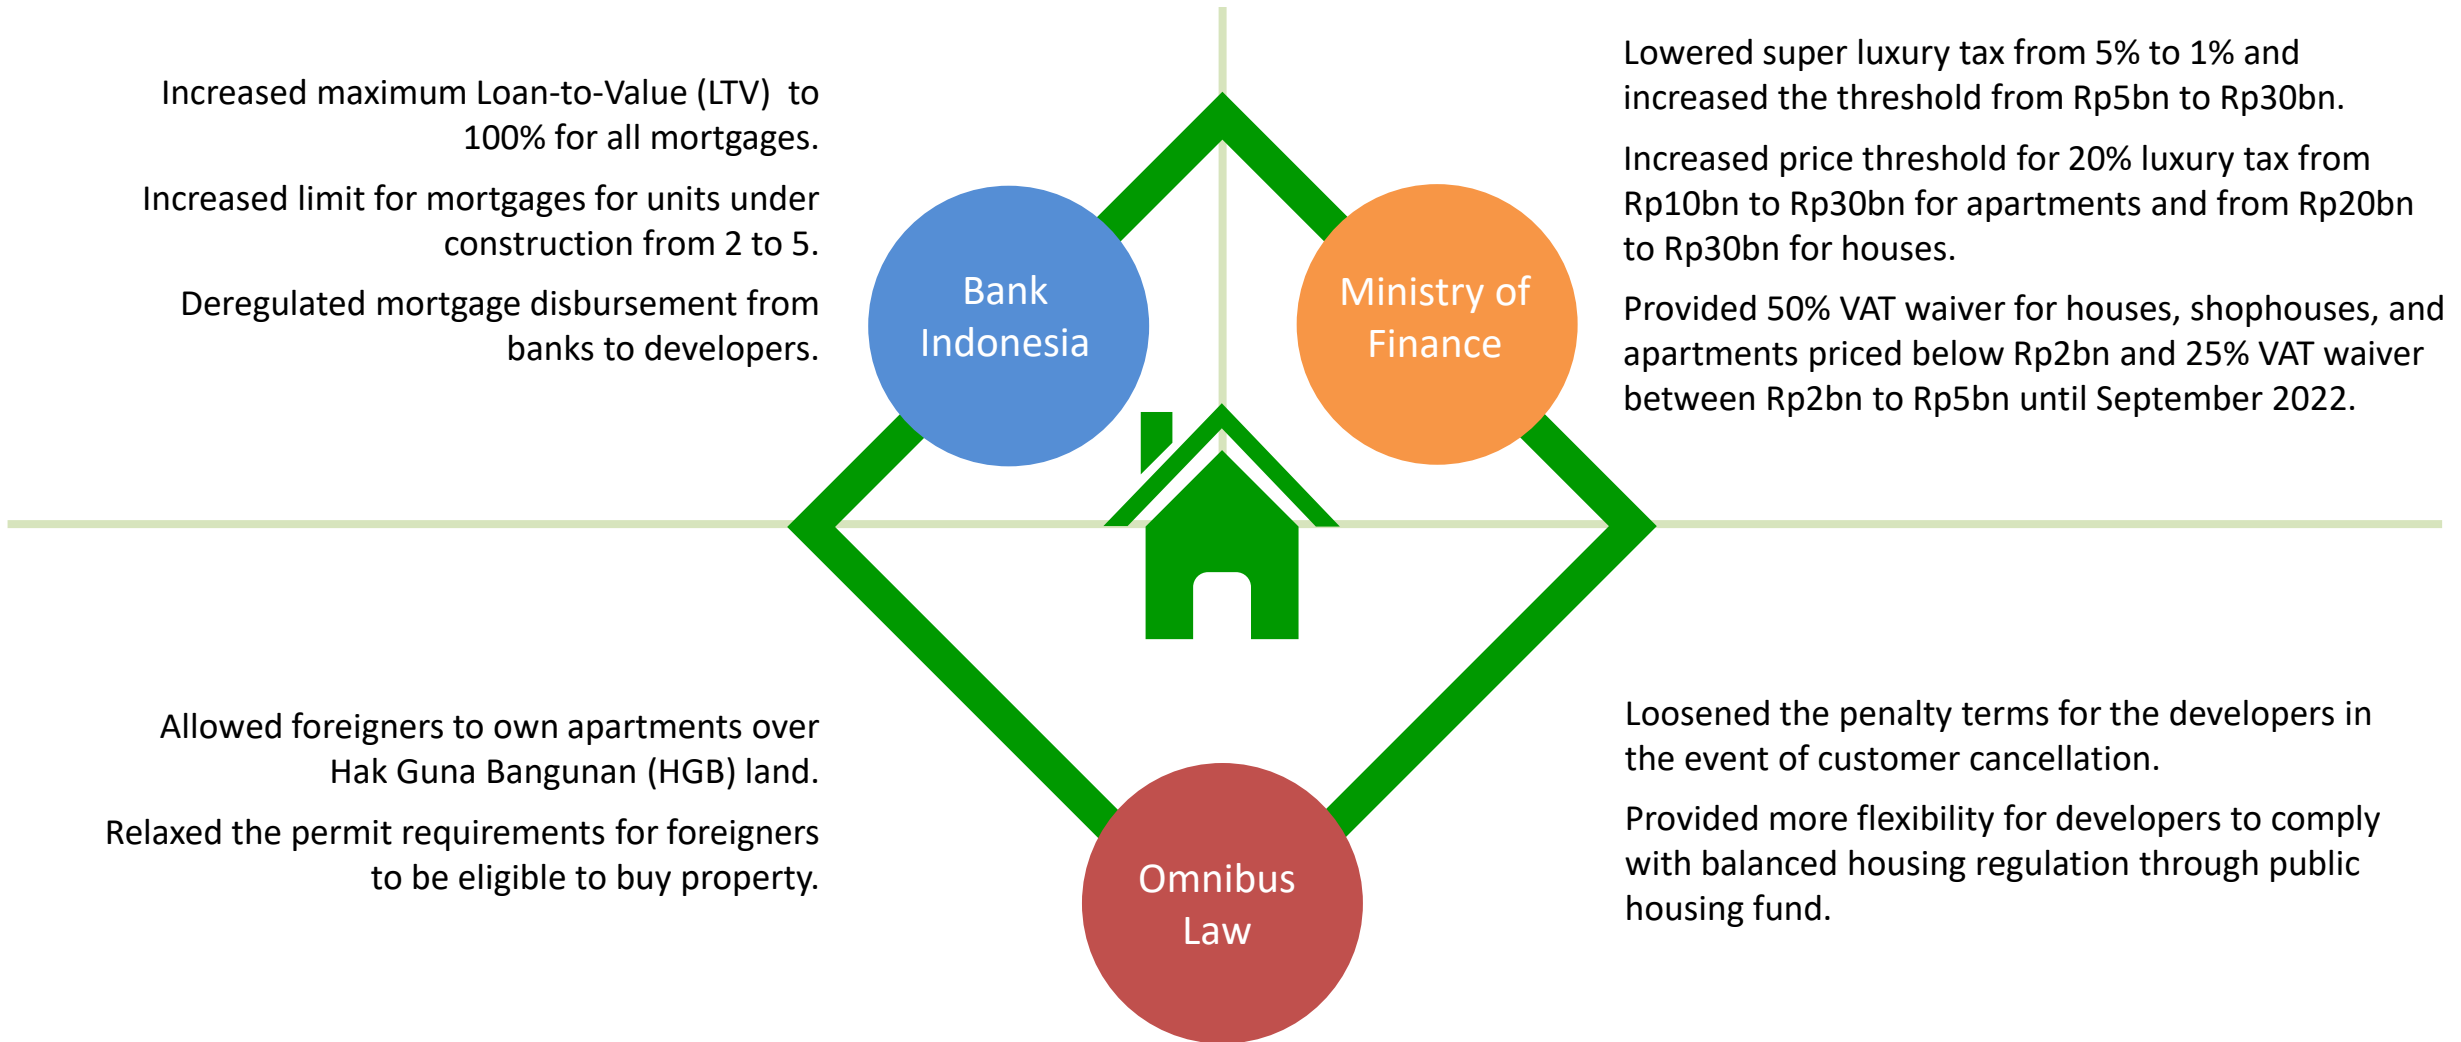 Increased maximum Loan-to-Value (LTV)  to
100% for all mortgages.
Increased limit for mortgages for units under
construction from 2 to 5.
Deregulated mortgage disbursement from
banks to developers.
Bank
Indonesia
Ministry of
Finance
Lowered super luxury tax from 5% to 1% and
increased the threshold from Rp5bn to Rp30bn.
Increased price threshold for 20% luxury tax from
Rp10bn to Rp30bn for apartments and from Rp20bn
to Rp30bn for houses.
Provided 50% VAT waiver for houses, shophouses, and
apartments priced below Rp2bn and 25% VAT waiver
between Rp2bn to Rp5bn until September 2022.
Allowed foreigners to own apartments over
Hak Guna Bangunan (HGB) land.
Relaxed the permit requirements for foreigners
to be eligible to buy property.
Omnibus
Law
Loosened the penalty terms for the developers in
the event of customer cancellation.
Provided more flexibility for developers to comply
with balanced housing regulation through public
housing fund.